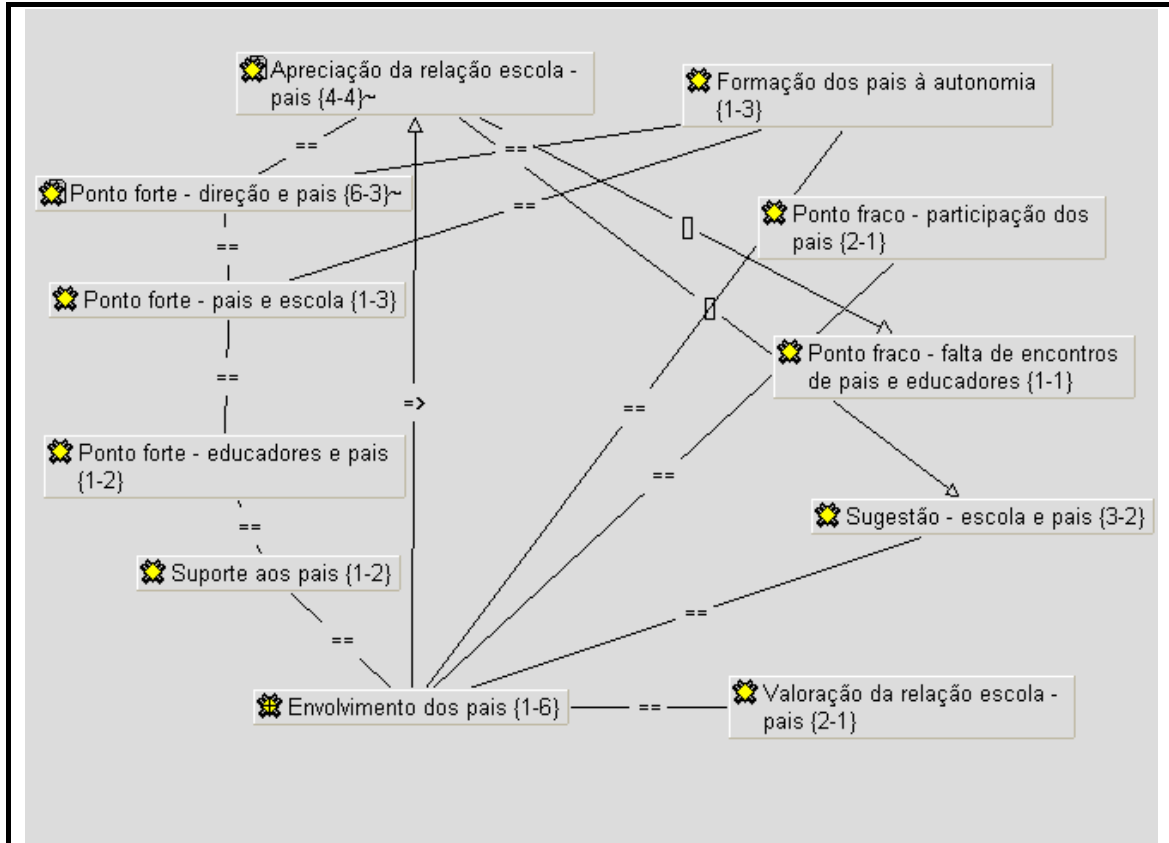 Apreciação da relação escola -
pais {4-4}~
Formação dos pais à autonomia
{1-3}
==
==
Ponto forte - direção e pais {6-3}~
==
Ponto fraco - participação dos
pais {2-1}
==
Ponto forte - pais e escola {1-3}
Ponto fraco - falta de encontros
de pais e educadores {1-1}
==
=>
==
Ponto forte - educadores e pais
{1-2}
==
Sugestão - escola e pais {3-2}
==
Suporte aos pais {1-2}
==
==
Envolvimento dos pais {1-6}
==
Valoração da relação escola -
pais {2-1}